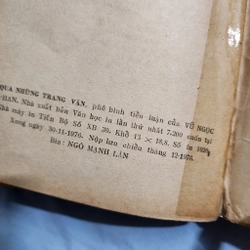 QUA NHỮNG TRANG VĂN, phê bình tiểu luận của VŨ NGỌC
PHAN. Nhà xuất bản Văn học in lần thứ nhất 7.200 cuốn tại
Nhà máy in Tiến Bộ Số XB 39. Khổ 13 × 18,8. Số in
Xong ngày 30-11-1976. Nộp lưu chiểu tháng 12-1976.
Bìa: NGÔ MẠNH LÂN